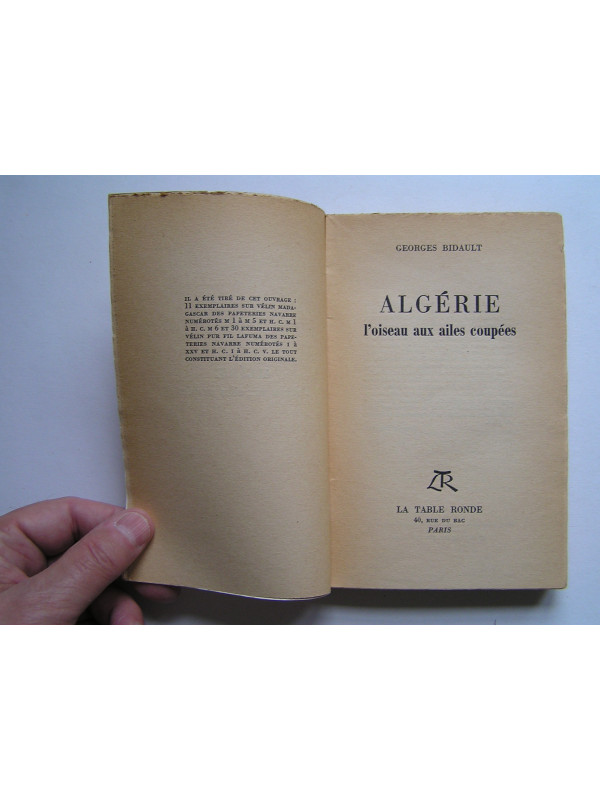 IL A ÉTÉ TIRÉ DE CET OUVRAGE :
11 EXEMPLAIRES SUR VÉLIN MADA-
GASCAR DES PAPETERIES NAVARRE
NUMÉROTÉS M 1 À M 5 ET H. C. M 1
À H. C. M 6 ET 30 EXEMPLAIRES SUR
VÉLIN PUR FIL LAFUMA DES PAPE-
TERIES NAVARRE NUMÉROTÉS I À
XXV ET H. C. I À H. C. V. LE TOUT
CONSTITUANT L'ÉDITION ORIGINALE.
GEORGES BIDAULT
ALGÉRIE
l'oiseau aux ailes coupées
LTR
LA TABLE RONDE
40, RUE DU BAC
PARIS